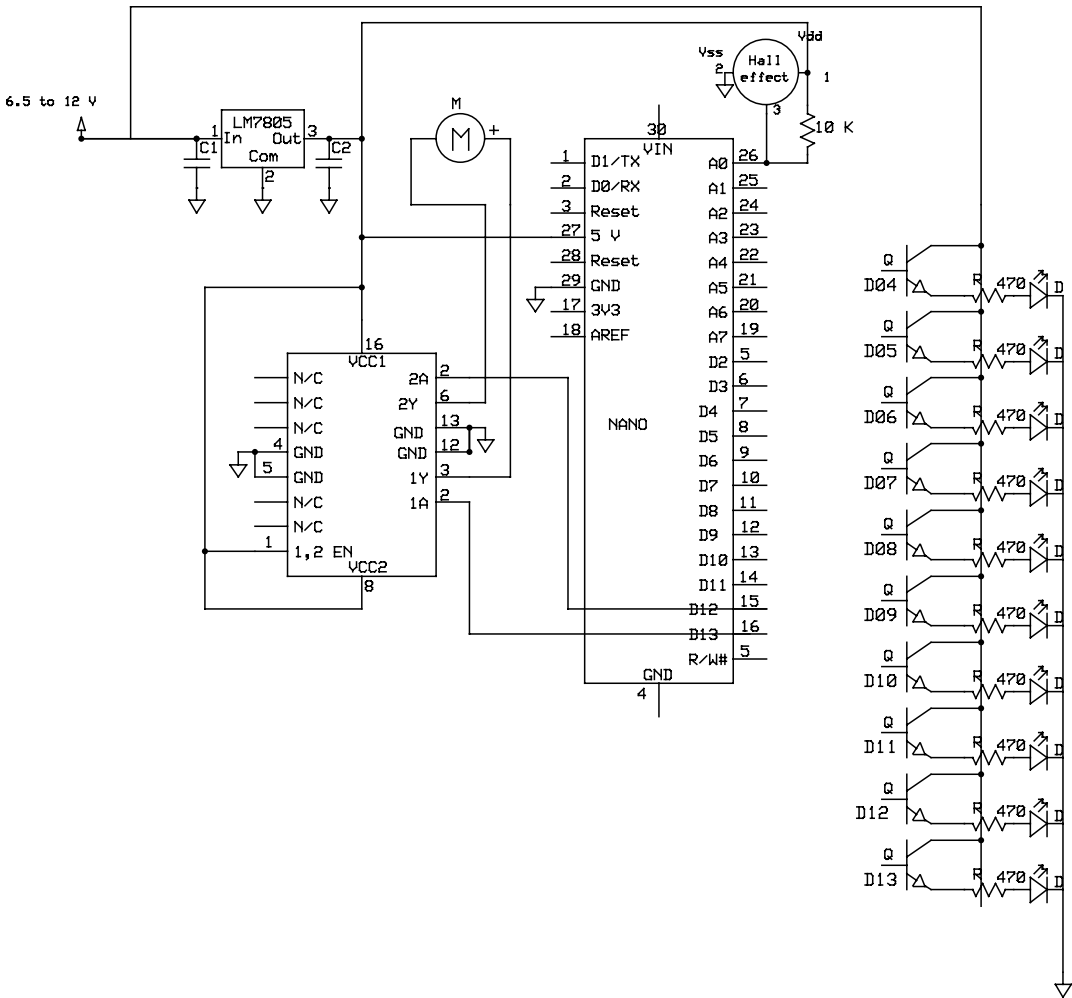 6.5 to 12 V
LM7805
1 In Out 3
Com
2
C1
C2
M
M +
Vss
2
Hall
effect
Vdd
1
3
10 K
30
VIN
1 D1/TX
2 D0/RX
3 Reset
27 5 V
28 Reset
29 GND
17 3V3
18 AREF
A0 26
A1 25
A2 24
A3 23
A4 22
A5 21
A6 20
A7 19
D2 5
D3 6
D4 7
D5 8
D6 9
D7 10
D8 11
D9 12
D10 13
D11 14
D12 15
D13 16
R/W# 5
NANO
GND
4
16
VCC1
N/C
N/C
N/C
4 GND
5 GND
N/C
N/C
1 1,2 EN
2A 2
2Y 6
GND 13
GND 12
1Y 3
1A 2
VCC2
8
Q
D04
R 470 D
Q
D05
R 470 D
Q
D06
R 470 D
Q
D07
R 470 D
Q
D08
R 470 D
Q
D09
R 470 D
Q
D10
R 470 D
Q
D11
R 470 D
Q
D12
R 470 D
Q
D13
R 470 D